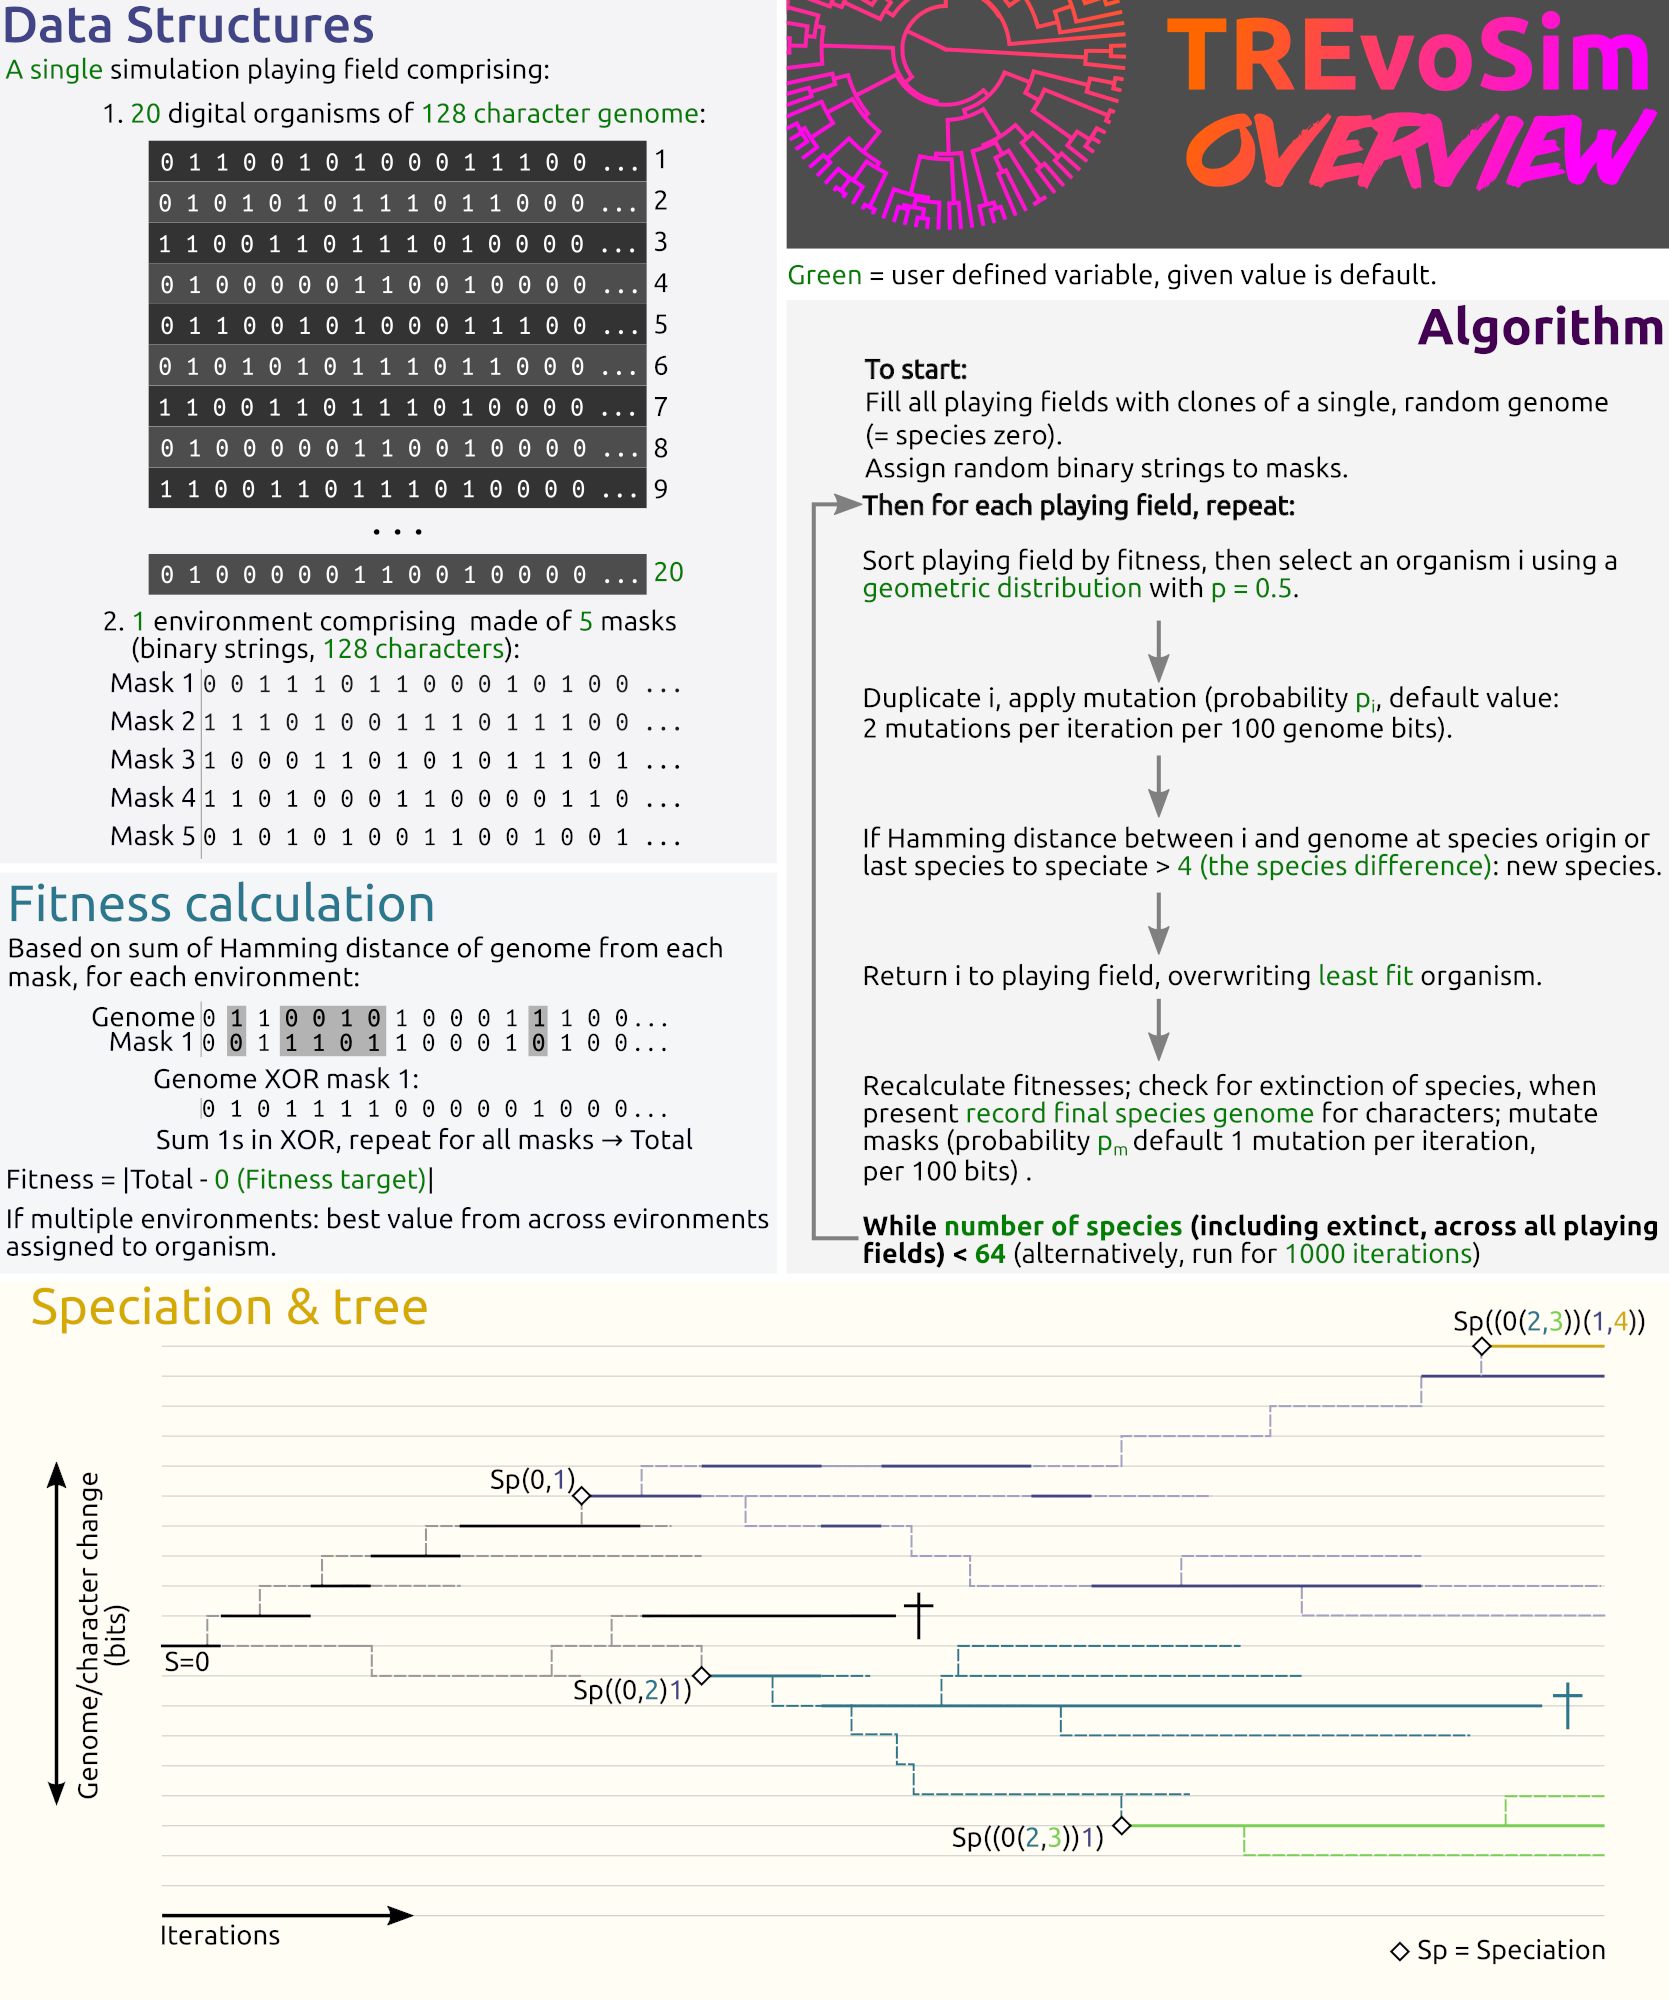 Data Structures
A single simulation playing field comprising:
1. 20 digital organisms of 128 character genome:
0 1 1 0 0 1 0 1 0 0 0 1 1 1 0 0 ... 1
0 1 0 1 0 1 0 1 1 1 0 1 1 0 0 0 ... 2
1 1 0 0 1 1 0 1 1 1 0 1 0 0 0 0 ... 3
0 1 0 0 0 0 0 1 1 0 0 1 0 0 0 0 ... 4
0 1 1 0 0 1 0 1 0 0 0 1 1 1 0 0 ... 5
0 1 0 1 0 1 0 1 1 1 0 1 1 0 0 0 ... 6
1 1 0 0 1 1 0 1 1 1 0 1 0 0 0 0 ... 7
0 1 0 0 0 0 0 1 1 0 0 1 0 0 0 0 ... 8
1 1 0 0 1 1 0 1 1 1 0 1 0 0 0 0 ... 9
...
0 1 0 0 0 0 0 1 1 0 0 1 0 0 0 0 ... 20
2. 1 environment comprising made of 5 masks
(binary strings, 128 characters):
Mask 1 0 0 1 1 1 0 1 1 0 0 0 1 0 1 0 0 ...
Mask 2 1 1 1 0 1 0 0 1 1 1 0 1 1 1 0 0 ...
Mask 3 1 0 0 0 1 1 0 1 0 1 0 1 1 1 0 1 ...
Mask 4 1 1 0 1 0 0 0 1 1 0 0 0 0 1 1 0 ...
Mask 5 0 1 0 1 0 1 0 0 1 1 0 0 1 0 0 1 ...
Fitness calculation
Based on sum of Hamming distance of genome from each
mask, for each environment:
Genome 0 1 1 0 0 1 0 1 0 0 0 1 1 1 0 0...
Mask 1 0 0 1 1 1 0 1 1 0 0 0 1 0 1 0 0...
Genome XOR mask 1:
0 1 0 1 1 1 1 0 0 0 0 0 1 0 0 0...
Sum 1s in XOR, repeat for all masks → Total
Fitness = |Total - 0 (Fitness target)|
If multiple environments: best value from across evironments
assigned to organism.
TREvoSim
OVERVIEW
Green = user defined variable, given value is default.
Algorithm
To start:
Fill all playing fields with clones of a single, random genome
(= species zero).
Assign random binary strings to masks.
Then for each playing field, repeat:
Sort playing field by fitness, then select an organism i using a
geometric distribution with p = 0.5.
Duplicate i, apply mutation (probability pi, default value:
2 mutations per iteration per 100 genome bits).
If Hamming distance between i and genome at species origin or
last species to speciate > 4 (the species difference): new species.
Return i to playing field, overwriting least fit organism.
Recalculate fitnesses; check for extinction of species, when
present record final species genome for characters; mutate
masks (probability pm default 1 mutation per iteration,
per 100 bits) .
While number of species (including extinct, across all playing
fields) < 64 (alternatively, run for 1000 iterations)
Speciation & tree
Sp((0(2,3))(1,4))
Sp(0,1)
S=0
Sp((0,2)1)
Sp((0(2,3))1)
Genome/character change
(bits)
Iterations
Sp = Speciation